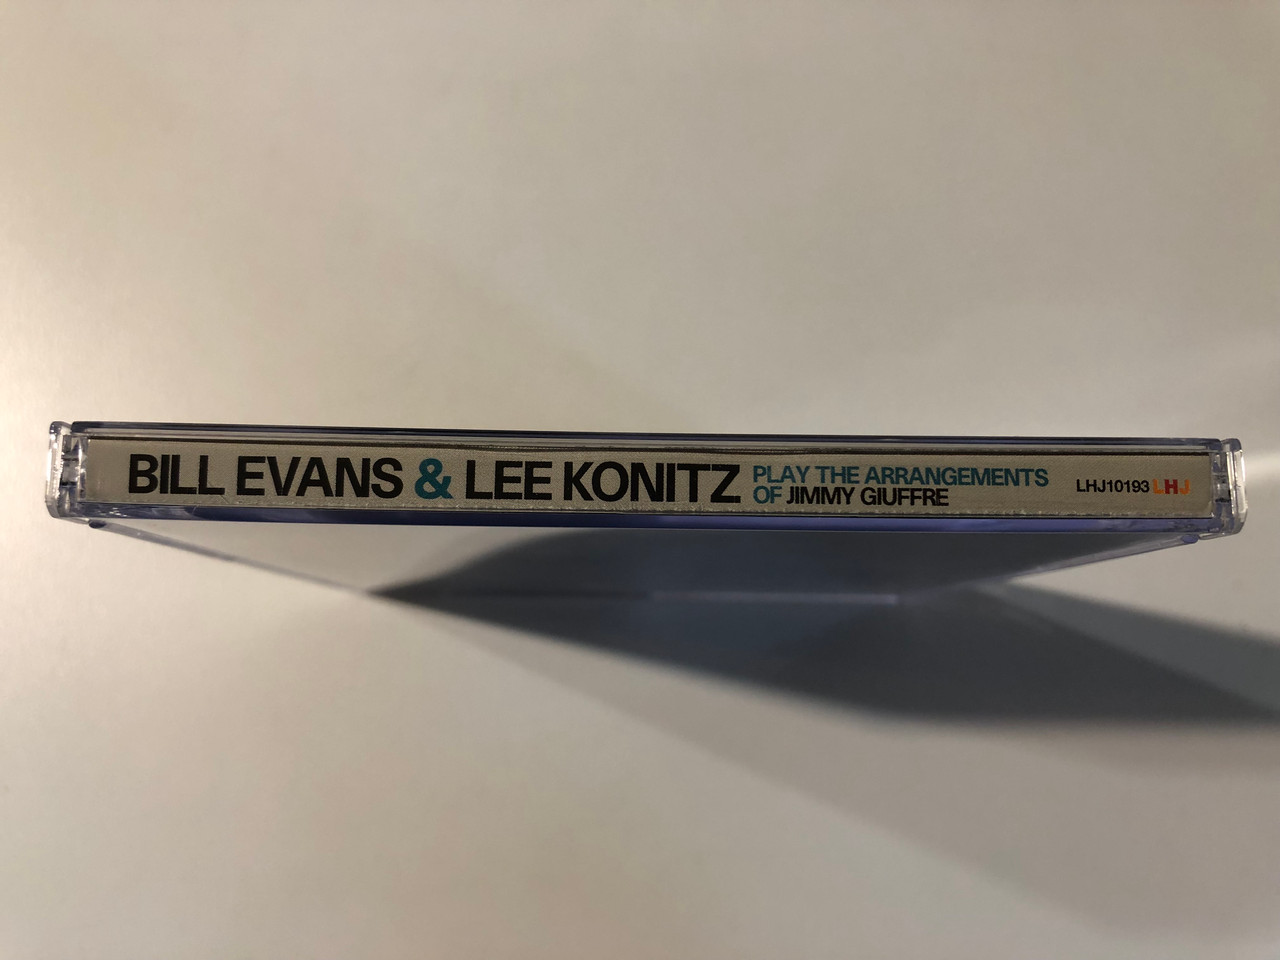 BILL EVANS & LEE KONITZ PLAY THE ARRANGEMENTS
OF JIMMY GIUFFRE
LHJ10193 LHJ